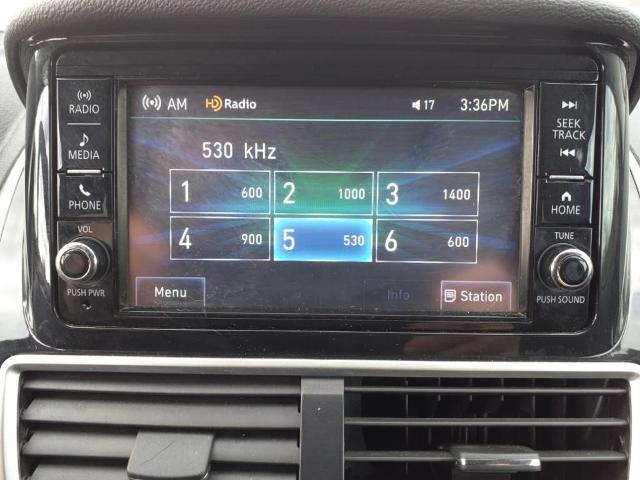 RADIO
MEDIA
PHONE
VOL
PUSH PWR
AM HD Radio 17 3:36PM
530 kHz
1 600 2 1000 3 1400
4 900 5 530 6 600
Menu Info Station
SEEK
TRACK
HOME
TUNE
PUSH SOUND